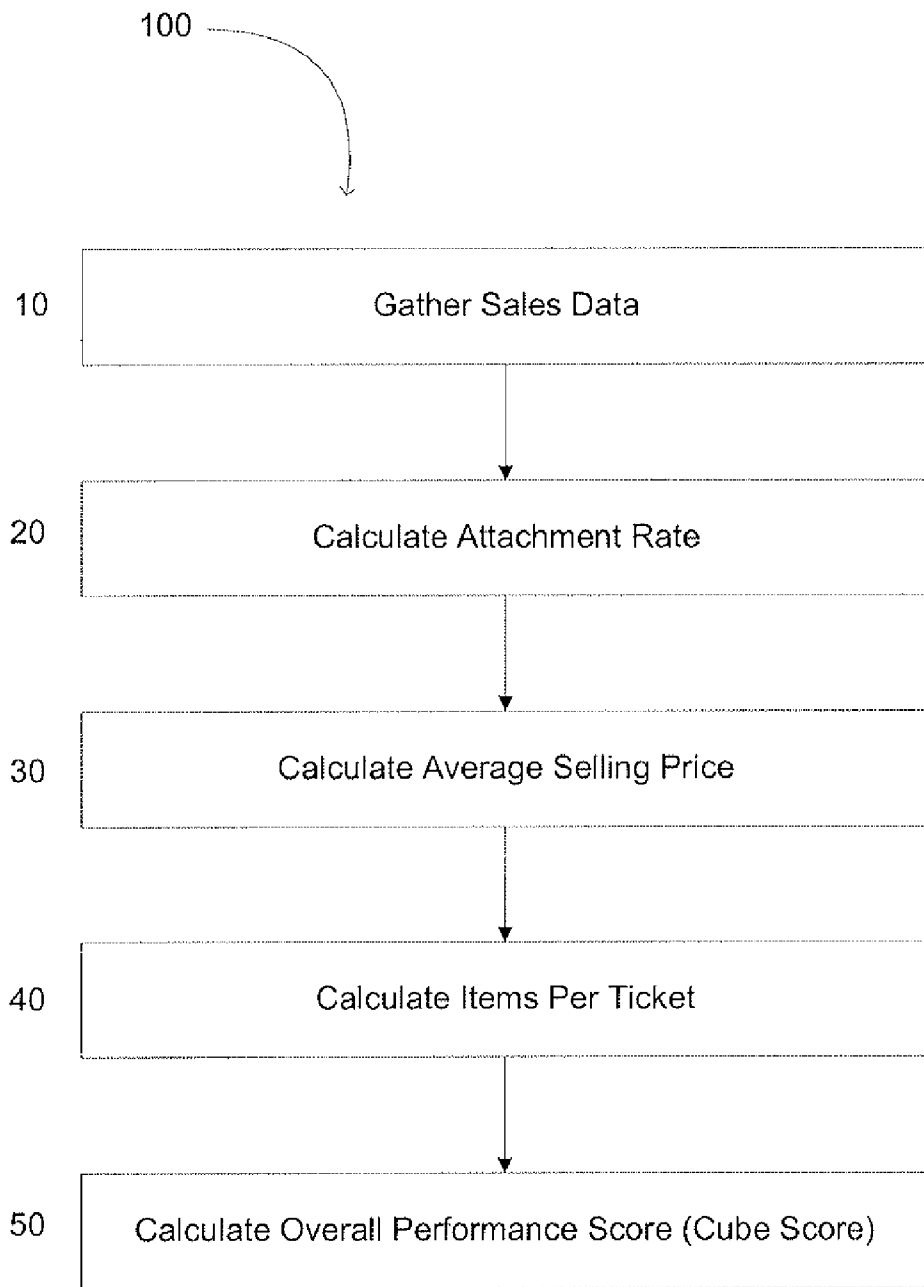 100
10 Gather Sales Data
20 Calculate Attachment Rate
30 Calculate Average Selling Price
40 Calculate Items Per Ticket
50 Calculate Overall Performance Score (Cube Score)